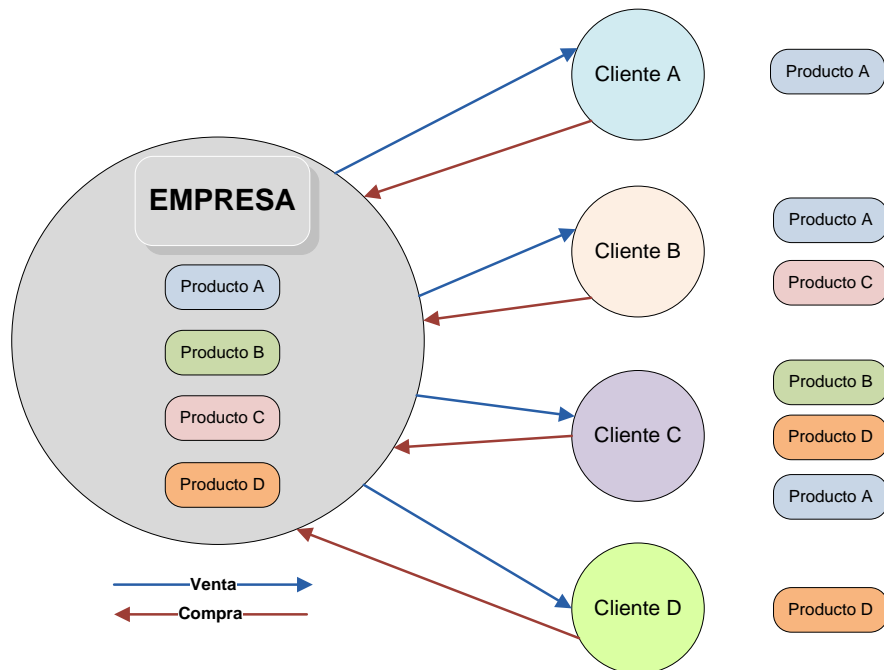 EMPRESA
Producto A
Producto B
Producto C
Producto D
Venta
Compra
Cliente A
Producto A
Cliente B
Producto A
Producto C
Cliente C
Producto B
Producto D
Producto A
Cliente D
Producto D